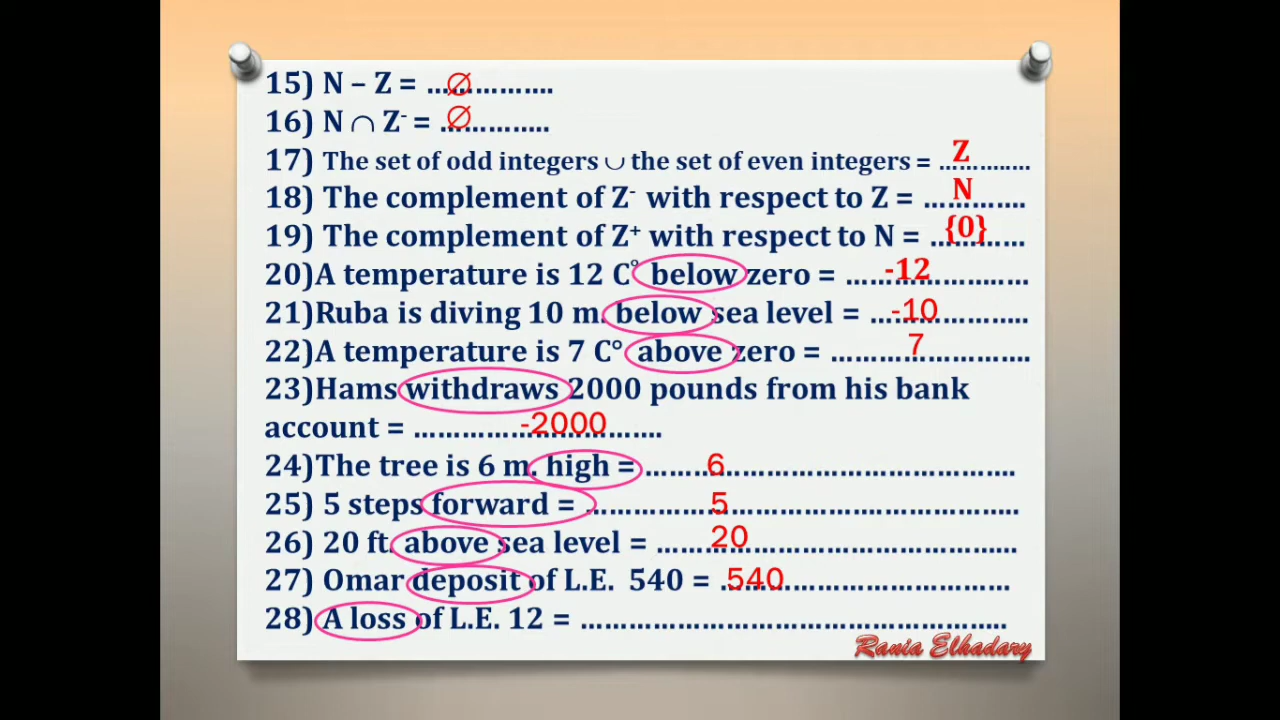 15) N – Z = ...∅............
16) N ∩ Z⁻ = ...∅...........
17) The set of odd integers ∪ the set of even integers = ...Z...........
18) The complement of Z⁻ with respect to Z = ...N...........
19) The complement of Z⁺ with respect to N = ...{0}...........
20)A temperature is 12 C° below zero = ......-12...............
21)Ruba is diving 10 m. below sea level = ...-10..................
22)A temperature is 7 C° above zero = .........7..................
23)Hams withdraws 2000 pounds from his bank
account = ...............-2000............
24)The tree is 6 m. high = .........6..............................
25) 5 steps forward = ...............5..............................
26) 20 ft. above sea level = .........20..............................
27) Omar deposit of L.E. 540 = ...540..............................
28) A loss of L.E. 12 = .............................................
Rania Elhadary